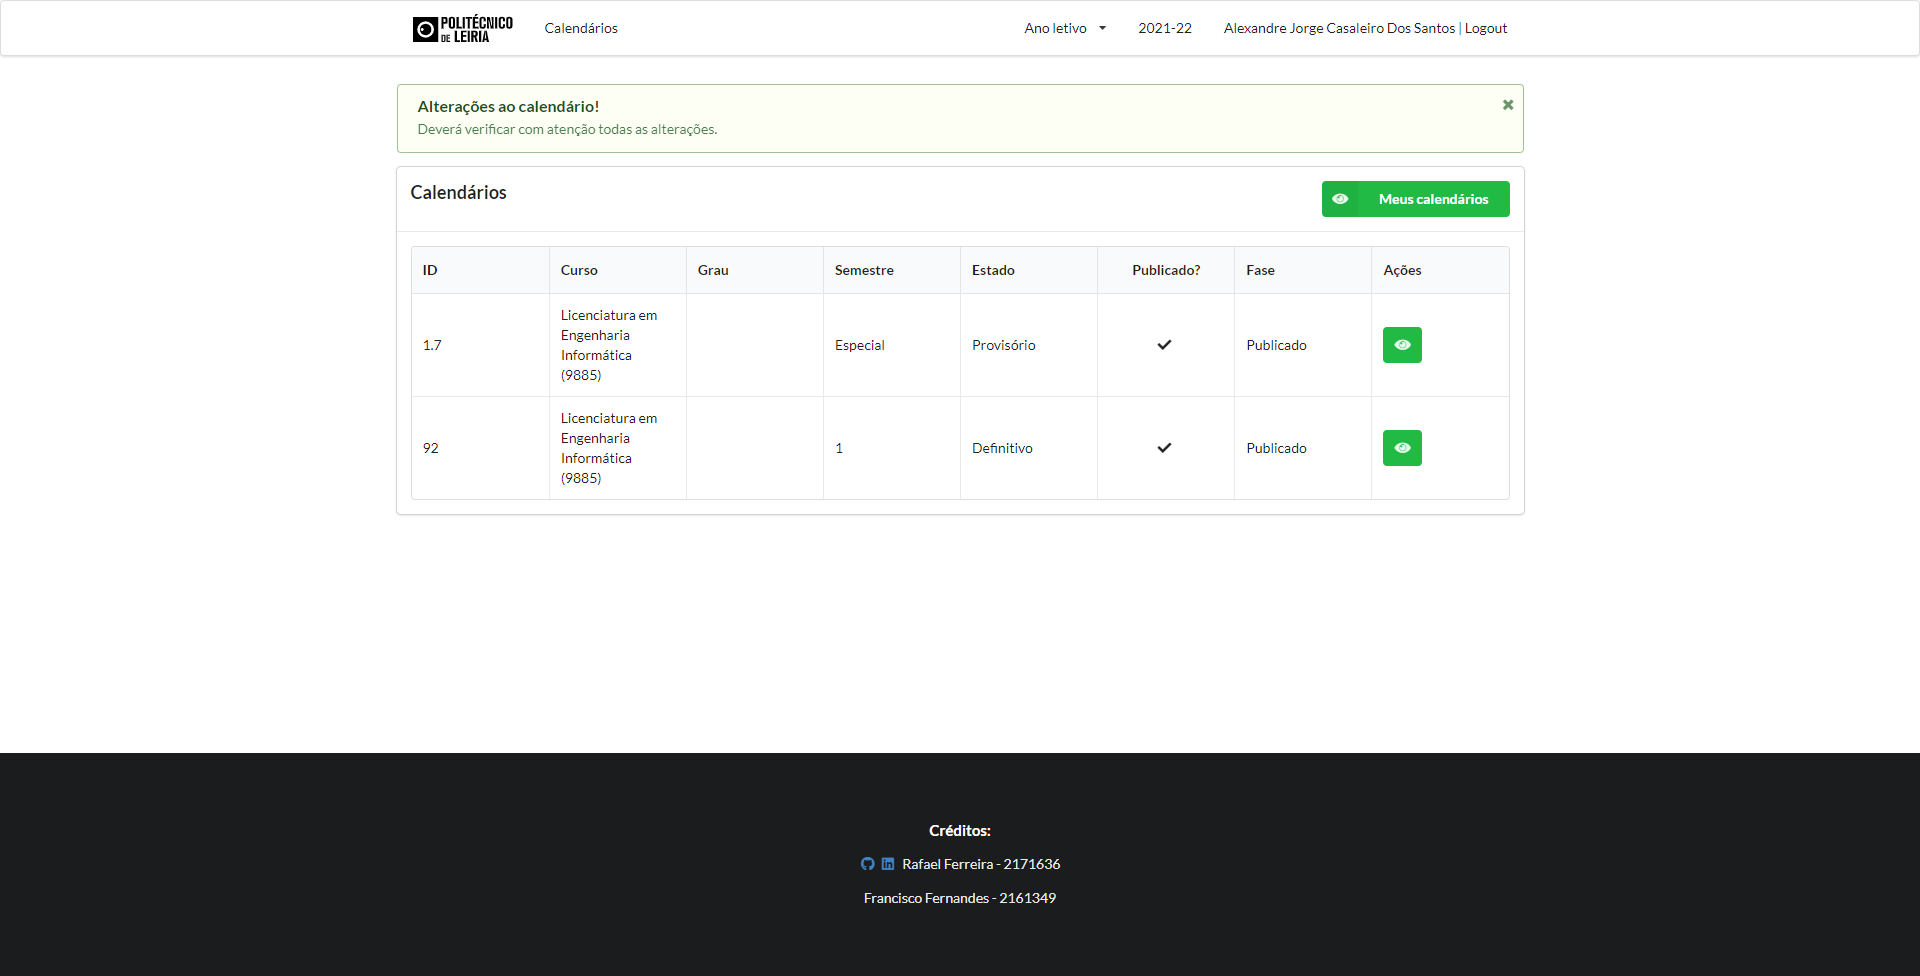 POLITÉCNICO
DE LEIRIA
Calendários
Ano letivo
2021-22
Alexandre Jorge Casaleiro Dos Santos | Logout
Alterações ao calendário!
Deverá verificar com atenção todas as alterações.
Calendários
Meus calendários
ID Curso Grau Semestre Estado Publicado? Fase Ações
Licenciatura em
Engenharia
Informática
(9885)
1.7 Especial Provisório Publicado
Licenciatura em
Engenharia
Informática
(9885)
92 1 Definitivo Publicado
Créditos:
Rafael Ferreira - 2171636
Francisco Fernandes - 2161349